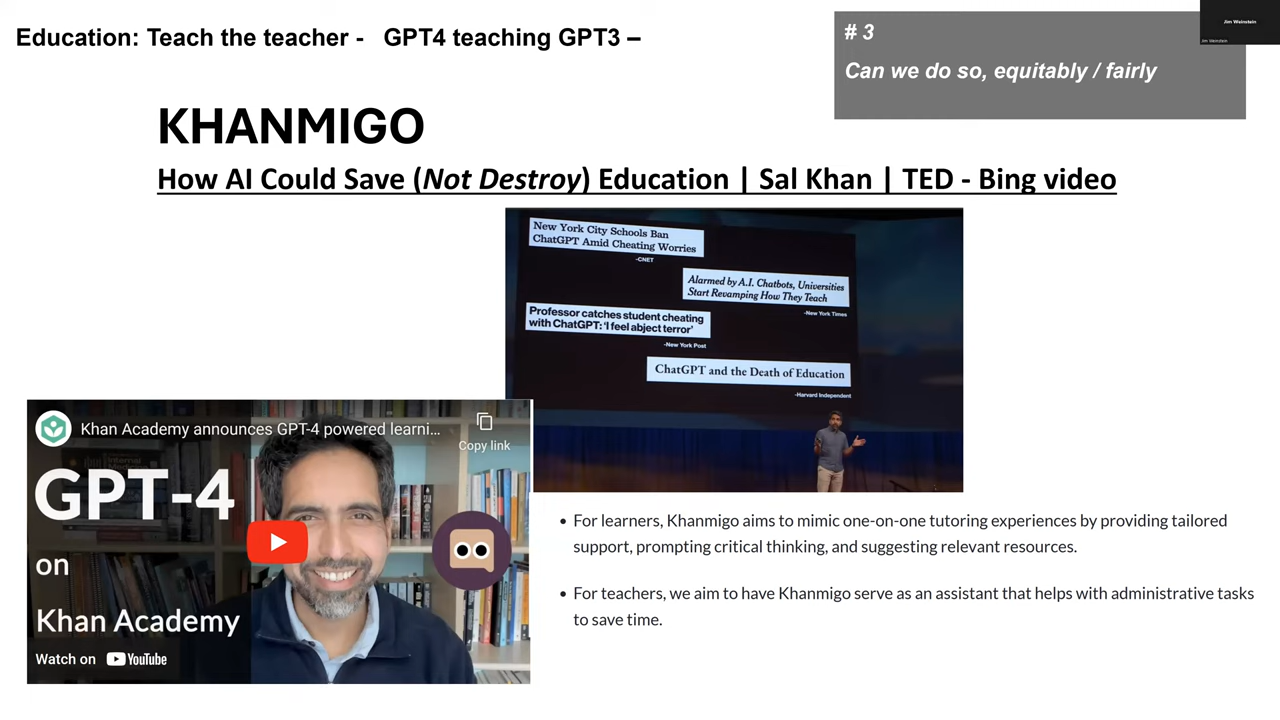 Education: Teach the teacher - GPT4 teaching GPT3 –
# 3
Can we do so, equitably / fairly
Jim Weinstein
Jim Weinstein
KHANMIGO
How AI Could Save (Not Destroy) Education | Sal Khan | TED - Bing video
New York City Schools Ban
ChatGPT Amid Cheating Worries
-CNET
Alarmed by A.I. Chatbots, Universities
Start Revamping How They Teach
-New York Times
Professor catches student cheating
with ChatGPT: 'I feel abject terror'
-New York Post
ChatGPT and the Death of Education
-Harvard Independent
Khan Academy announces GPT-4 powered learni...
Copy link
GPT-4
on
Khan Academy
Watch on YouTube
• For learners, Khanmigo aims to mimic one-on-one tutoring experiences by providing tailored
support, prompting critical thinking, and suggesting relevant resources.
• For teachers, we aim to have Khanmigo serve as an assistant that helps with administrative tasks
to save time.